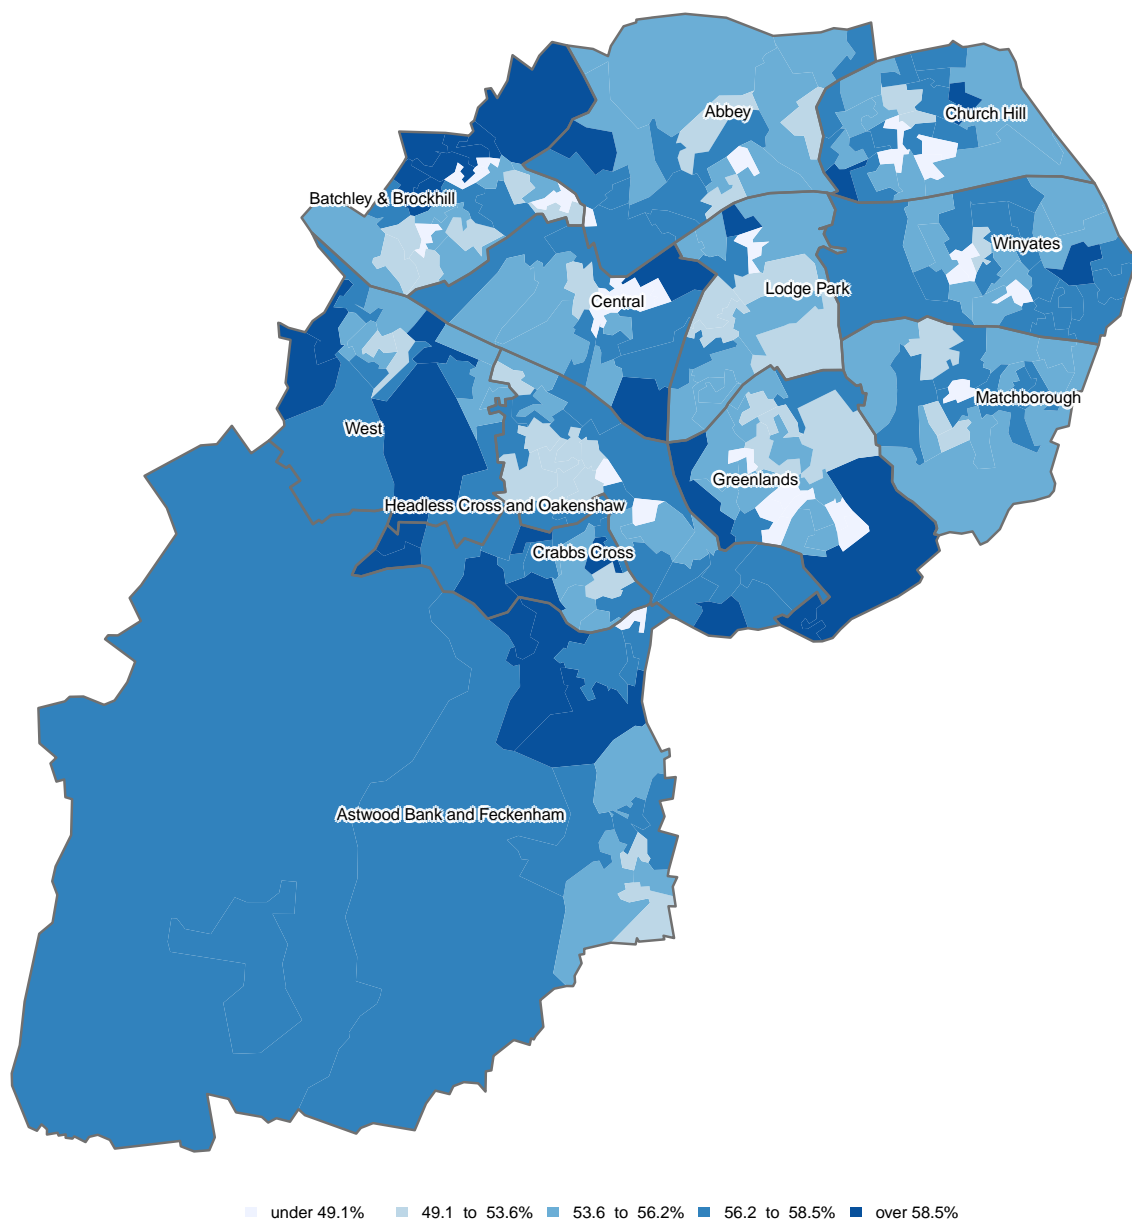 Abbey
Church Hill
Batchley & Brockhill
Winyates
Lodge Park
Central
Matchborough
West
Greenlands
Headless Cross and Oakenshaw
Crabbs Cross
Astwood Bank and Feckenham
under 49.1% 49.1 to 53.6% 53.6 to 56.2% 56.2 to 58.5% over 58.5%